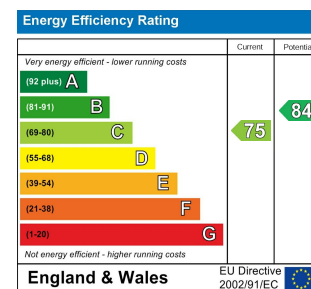 Energy Efficiency Rating
Current Potentia
Very energy efficient - lower running costs
(92 plus) A
(81-91) B
84
(69-80) C
75
(55-68) D
(39-54) E
(21-38) F
(1-20) G
Not energy efficient - higher running costs
England & Wales
EU Directive
2002/91/EC